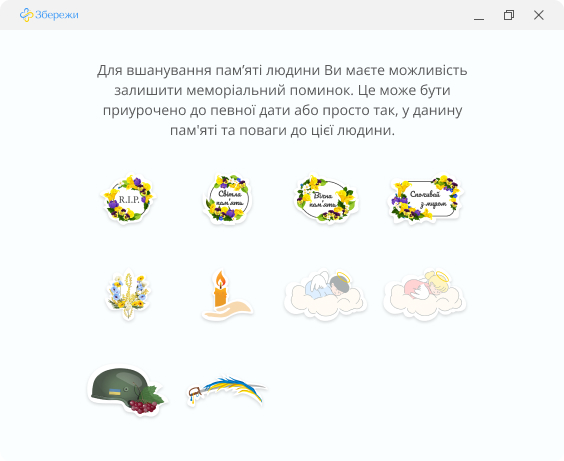 Збережи
Для вшанування пам’яті людини Ви маєте можливість
залишити меморіальний поминок. Це може бути
приурочено до певної дати або просто так, у данину
пам'яті та поваги до цієї людини.
R.I.P.
Світла
пам'ять
Вічна
пам'ять
Спочивай
з миром